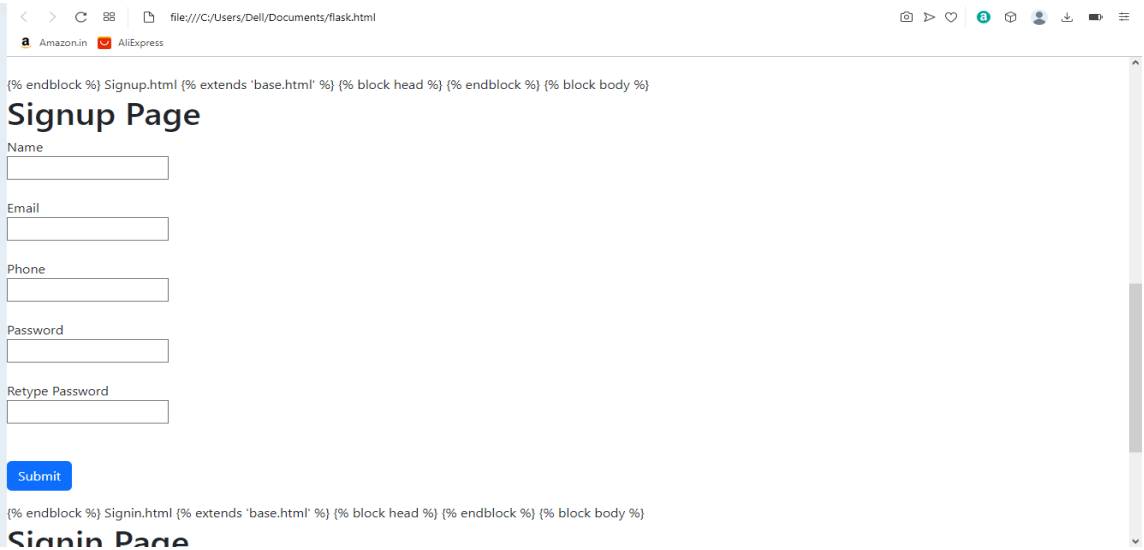 file:///C:/Users/Dell/Documents/flask.html
a Amazon.in AliExpress
{% endblock %} Signup.html {% extends 'base.html' %} {% block head %} {% endblock %} {% block body %}
Signup Page
Name
Email
Phone
Password
Retype Password
Submit
{% endblock %} Signin.html {% extends 'base.html' %} {% block head %} {% endblock %} {% block body %}
Signin Page